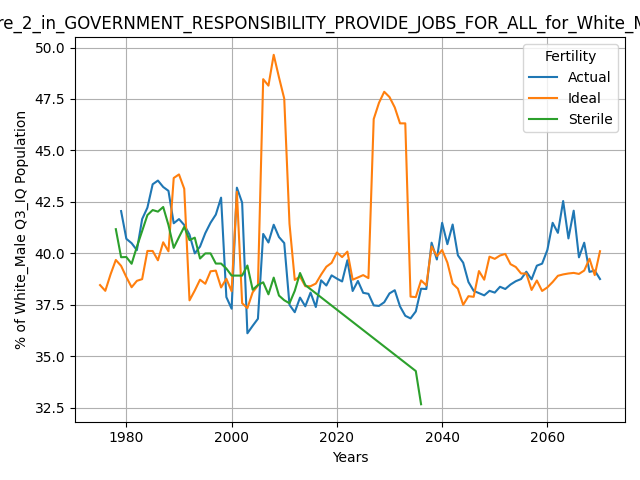 re_2_in_GOVERNMENT_RESPONSIBILITY_PROVIDE_JOBS_FOR_ALL_for_White_M
Fertility
Actual
Ideal
Sterile
% of White_Male Q3_IQ Population
50.0
47.5
45.0
42.5
40.0
37.5
35.0
32.5
1980
2000
2020
2040
2060
Years